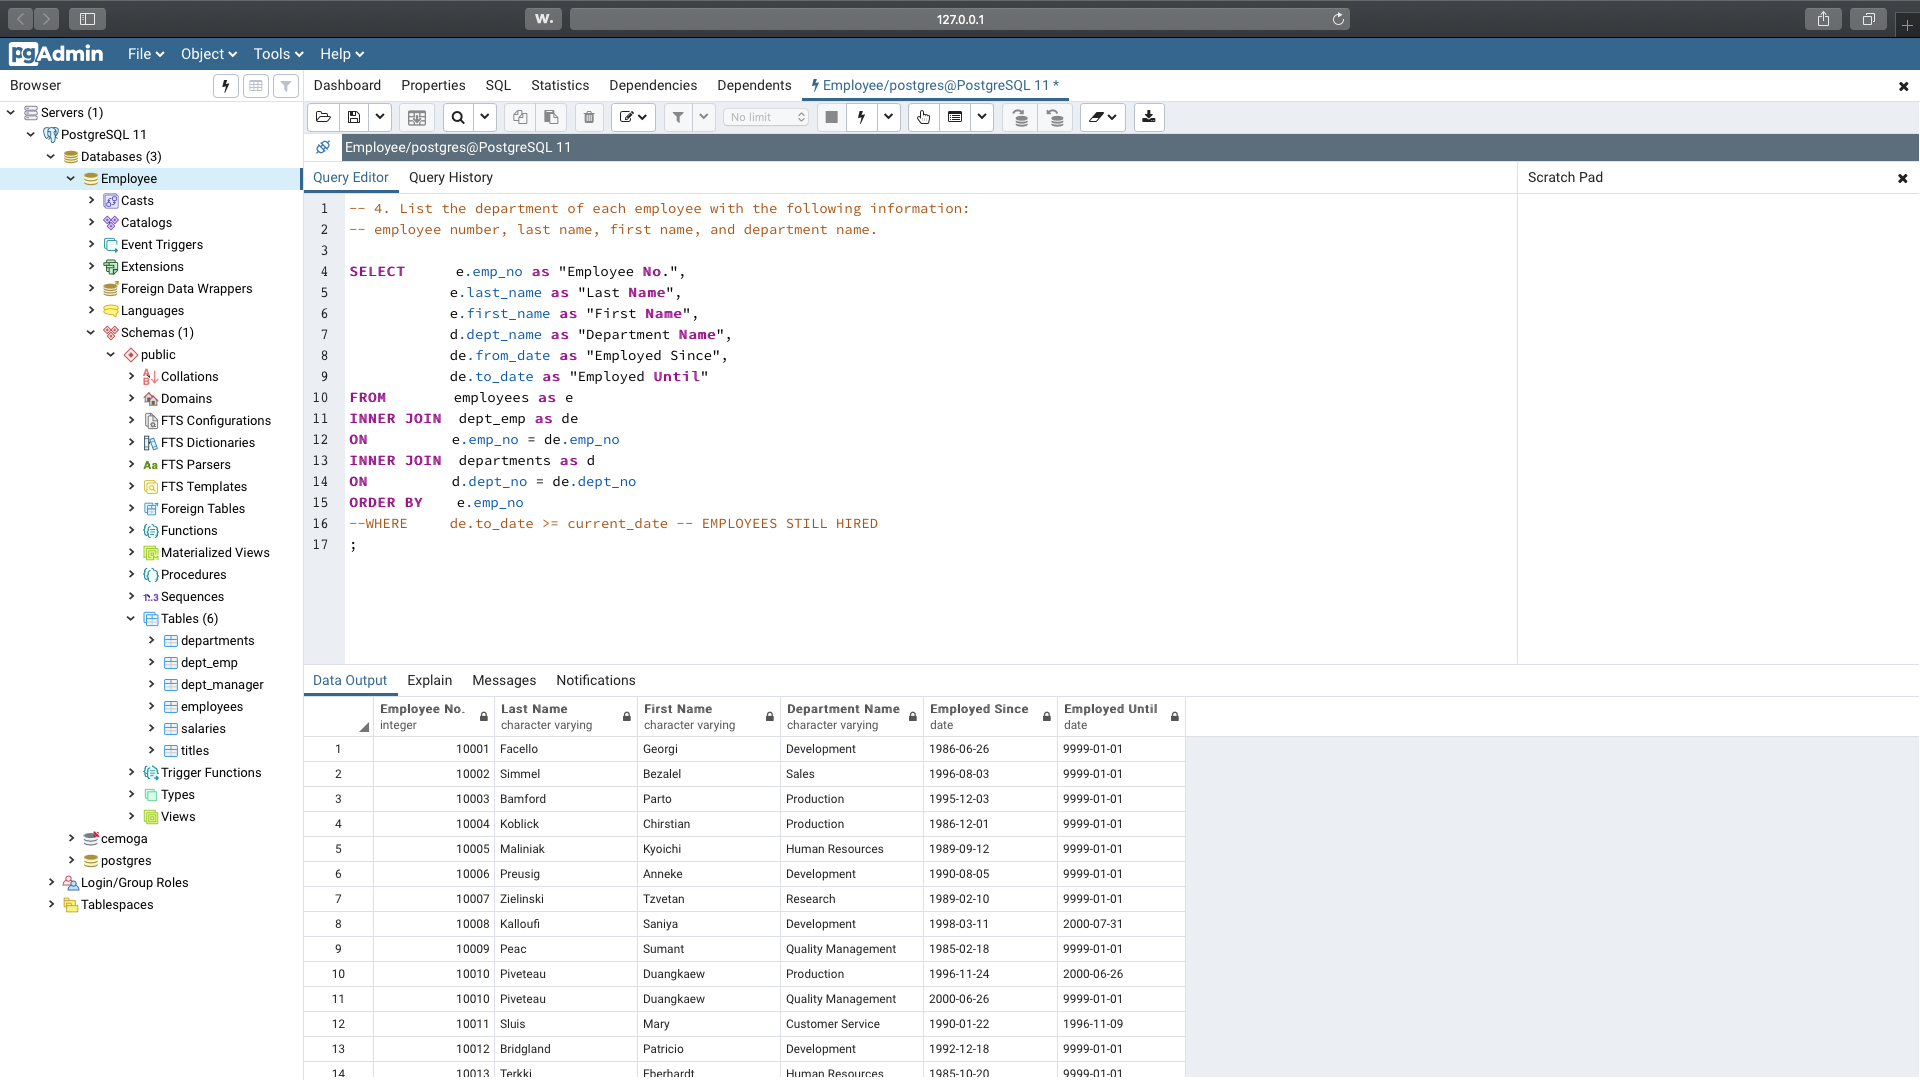 W.
127.0.0.1
pgAdmin
File
Object
Tools
Help
Browser
Dashboard
Properties
SQL
Statistics
Dependencies
Dependents
Employee/postgres@PostgreSQL 11 *
Servers (1)
PostgreSQL 11
Databases (3)
Employee
Casts
Catalogs
Event Triggers
Extensions
Foreign Data Wrappers
Languages
Schemas (1)
public
Collations
Domains
FTS Configurations
FTS Dictionaries
Aa FTS Parsers
FTS Templates
Foreign Tables
Functions
Materialized Views
Procedures
1..3 Sequences
Tables (6)
departments
dept_emp
dept_manager
employees
salaries
titles
Trigger Functions
Types
Views
cemoga
postgres
Login/Group Roles
Tablespaces
No limit
Employee/postgres@PostgreSQL 11
Query Editor
Query History
Scratch Pad
1 -- 4. List the department of each employee with the following information:
2 -- employee number, last name, first name, and department name.
3
4 SELECT e.emp_no as "Employee No.",
5 e.last_name as "Last Name",
6 e.first_name as "First Name",
7 d.dept_name as "Department Name",
8 de.from_date as "Employed Since",
9 de.to_date as "Employed Until"
10 FROM employees as e
11 INNER JOIN dept_emp as de
12 ON e.emp_no = de.emp_no
13 INNER JOIN departments as d
14 ON d.dept_no = de.dept_no
15 ORDER BY e.emp_no
16 --WHERE de.to_date >= current_date -- EMPLOYEES STILL HIRED
17 ;
Data Output
Explain
Messages
Notifications
Employee No. Last Name First Name Department Name Employed Since Employed Until
integer character varying character varying character varying date date
1 10001 Facello Georgi Development 1986-06-26 9999-01-01
2 10002 Simmel Bezalel Sales 1996-08-03 9999-01-01
3 10003 Bamford Parto Production 1995-12-03 9999-01-01
4 10004 Koblick Chirstian Production 1986-12-01 9999-01-01
5 10005 Maliniak Kyoichi Human Resources 1989-09-12 9999-01-01
6 10006 Preusig Anneke Development 1990-08-05 9999-01-01
7 10007 Zielinski Tzvetan Research 1989-02-10 9999-01-01
8 10008 Kalloufi Saniya Development 1998-03-11 2000-07-31
9 10009 Peac Sumant Quality Management 1985-02-18 9999-01-01
10 10010 Piveteau Duangkaew Production 1996-11-24 2000-06-26
11 10010 Piveteau Duangkaew Quality Management 2000-06-26 9999-01-01
12 10011 Sluis Mary Customer Service 1990-01-22 1996-11-09
13 10012 Bridgland Patricio Development 1992-12-18 9999-01-01
14 10013 Terkki Eberhardt Human Resources 1985-10-20 9999-01-01